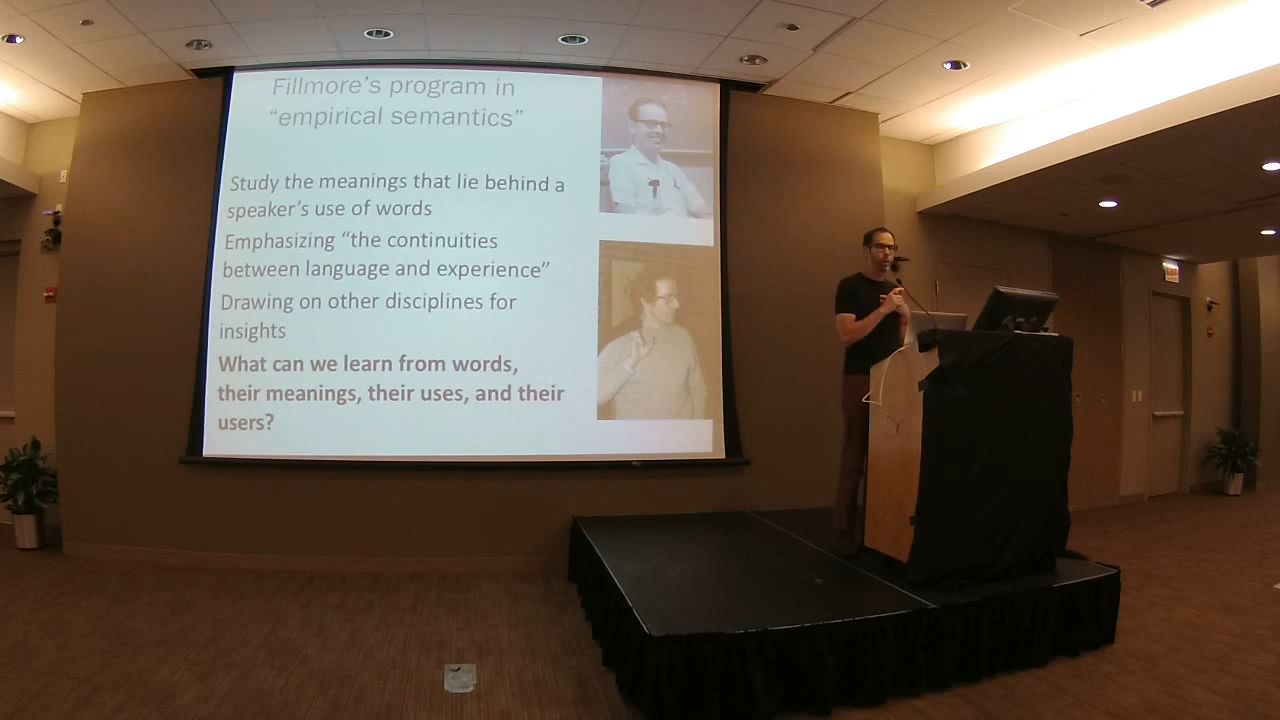 Fillmore's program in
"empirical semantics"
Study the meanings that lie behind a
speaker's use of words
Emphasizing "the continuities
between language and experience"
Drawing on other disciplines for
insights
What can we learn from words,
their meanings, their uses, and their
users?